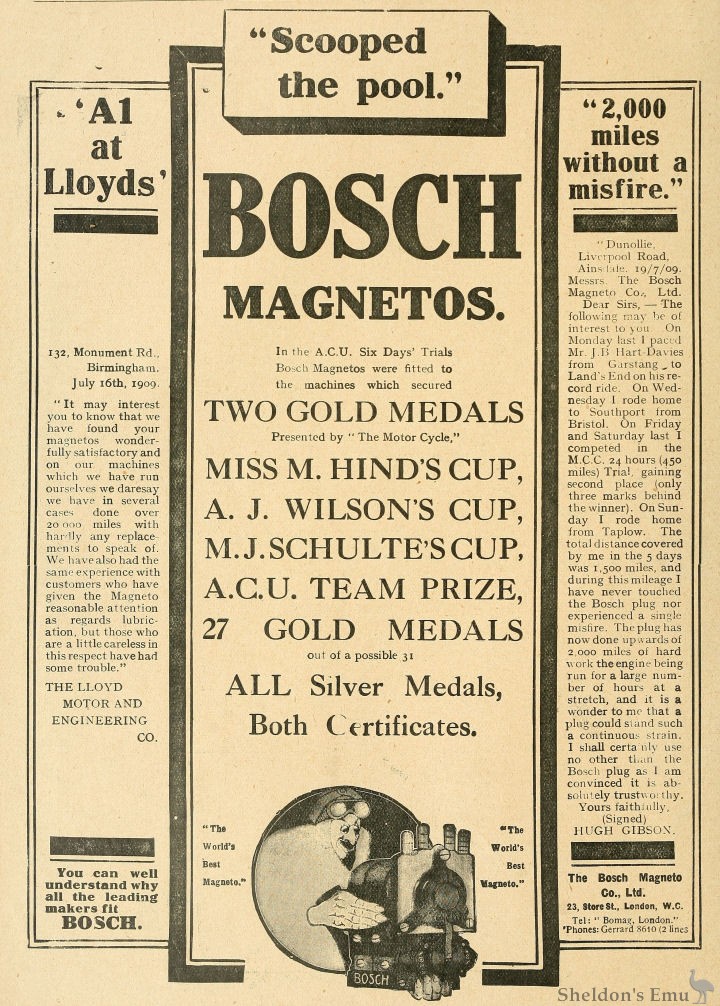 "Scooped
the pool."
'A1
at
Lloyds'
132, Monument Rd.,
Birmingham.
July 16th, 1909.
"It may interest
you to know that we
have found your
magnetos wonder-
fully satisfactory and
on our machines
which we have run
ourselves we daresay
we have in several
cases done over
20 000 miles with
hardly any replace-
ments to speak of.
We have also had the
same experience with
customers who have
given the Magneto
reasonable attention
as regards lubric-
ation, but those who
are a little careless in
this respect have had
some trouble."
THE LLOYD
MOTOR AND
ENGINEERING
CO.
You can well
understand why
all the leading
makers fit
BOSCH.
BOSCH
MAGNETOS.
In the A.C.U. Six Days' Trials
Bosch Magnetos were fitted to
the machines which secured
TWO GOLD MEDALS
Presented by "The Motor Cycle,"
MISS M. HIND'S CUP,
A. J. WILSON'S CUP,
M.J. SCHULTE'S CUP,
A.C.U. TEAM PRIZE,
27 GOLD MEDALS
out of a possible 31
ALL Silver Medals,
Both Certificates.
"The
World's
Best
Magneto."
"The
World's
Best
Magneto."
BOSCH
"2,000
miles
without a
misfire."
"Dunollie,
Liverpool Road,
Ainsdale. 19/7/09.
Messrs. The Bosch
Magneto Co., Ltd.
Dear Sirs, — The
following may be of
interest to you. On
Monday last I paced
Mr. J.B Hart-Davies
from Garstang to
Land's End on his re-
cord ride. On Wed-
nesday I rode home
to Southport from
Bristol. On Friday
and Saturday last I
competed in the
M.C.C. 24 hours (450
miles) Trial, gaining
second place (only
three marks behind
the winner). On Sun-
day I rode home
from Taplow. The
total distance covered
by me in the 5 days
was 1,500 miles, and
during this mileage I
have never touched
the Bosch plug nor
experienced a single
misfire. The plug has
now done upwards of
2,000 miles of hard
work the engine being
run for a large num-
ber of hours at a
stretch, and it is a
wonder to me that a
plug could stand such
a continuous strain.
I shall certainly use
no other than the
Bosch plug as I am
convinced it is ab-
solutely trustworthy.
Yours faithfully,
(Signed)
HUGH GIBSON.
The Bosch Magneto
Co., Ltd.
23, Store St., London, W.C.
Tel: "Bomag, London."
'Phones: Gerrard 8610 (2 lines
Sheldon's Emu